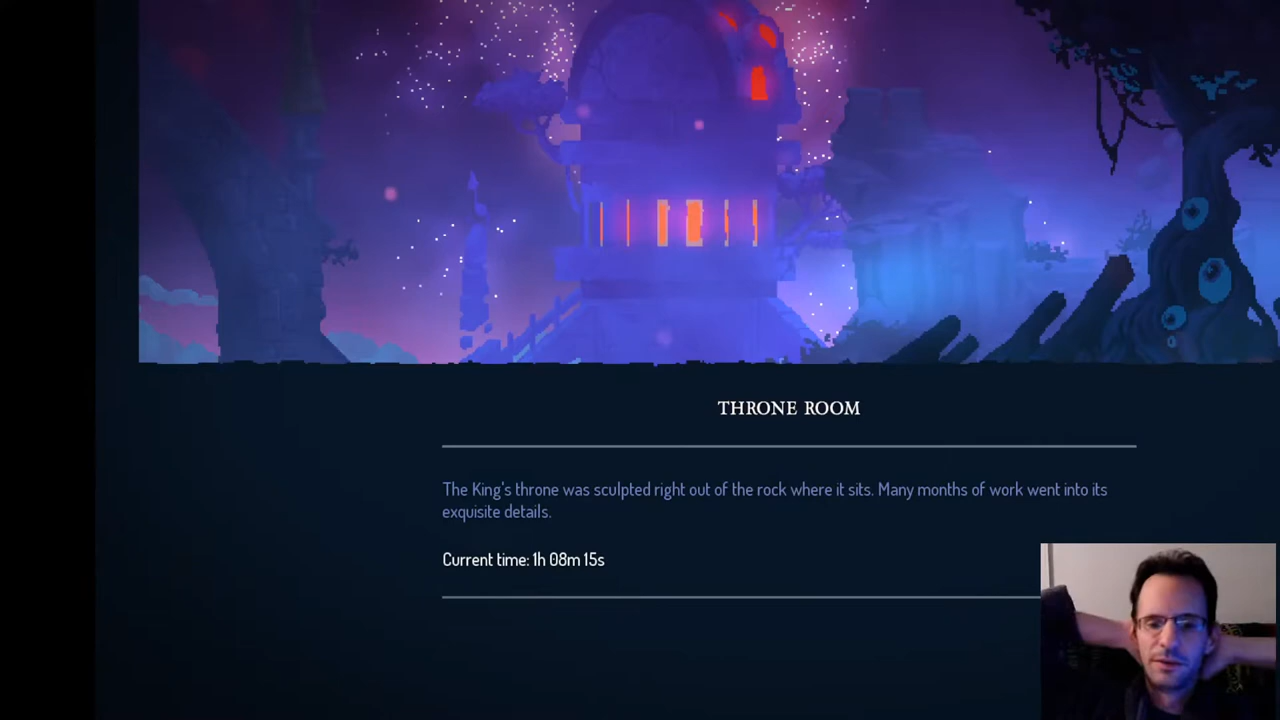 THRONE ROOM
The King's throne was sculpted right out of the rock where it sits. Many months of work went into its
exquisite details.
Current time: 1h 08m 15s